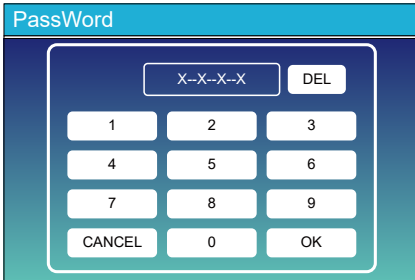 PassWord
X--X--X--X DEL
1 2 3
4 5 6
7 8 9
CANCEL 0 OK